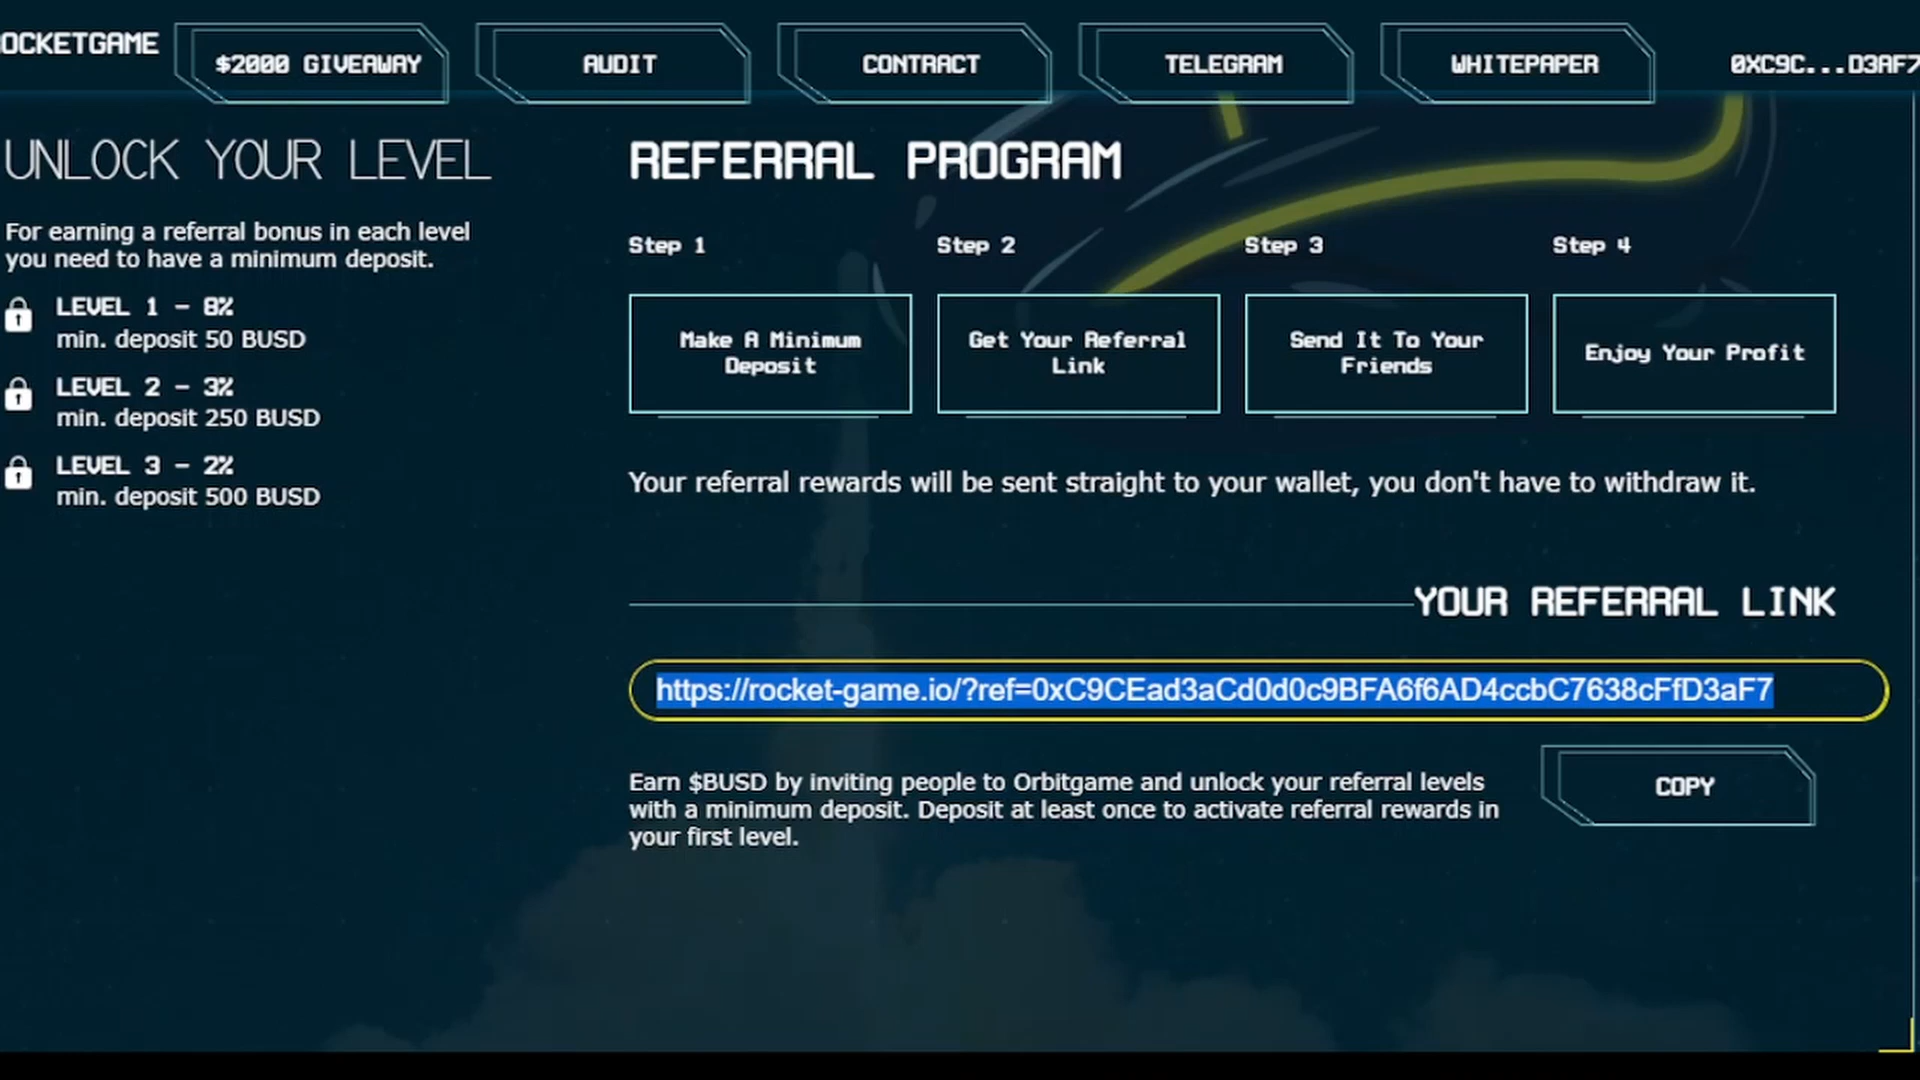 OCKETGAME
$2000 GIVEAWAY
AUDIT
CONTRACT
TELEGRAM
WHITEPAPER
0XC9C...D3AF7
UNLOCK YOUR LEVEL
For earning a referral bonus in each level
you need to have a minimum deposit.
LEVEL 1 - 8%
min. deposit 50 BUSD
LEVEL 2 - 3%
min. deposit 250 BUSD
LEVEL 3 - 2%
min. deposit 500 BUSD
REFERRAL PROGRAM
Step 1
Step 2
Step 3
Step 4
Make A Minimum
Deposit
Get Your Referral
Link
Send It To Your
Friends
Enjoy Your Profit
Your referral rewards will be sent straight to your wallet, you don't have to withdraw it.
YOUR REFERRAL LINK
https://rocket-game.io/?ref=0xC9CEad3aCd0d0c9BFA6f6AD4ccbC7638cFfD3aF7
Earn $BUSD by inviting people to Orbitgame and unlock your referral levels
with a minimum deposit. Deposit at least once to activate referral rewards in
your first level.
COPY